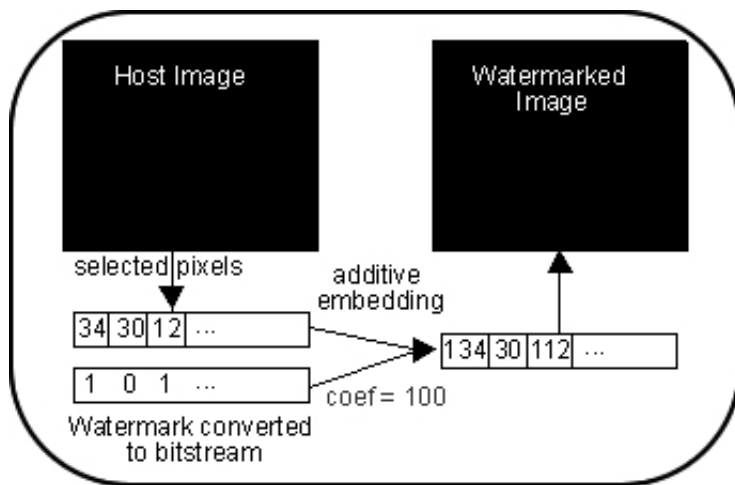 Host Image
Watermarked
Image
selected pixels
additive
embedding
34 30 12 ...
134 30 112 ...
1 0 1 ...
coef = 100
Watermark converted
to bitstream